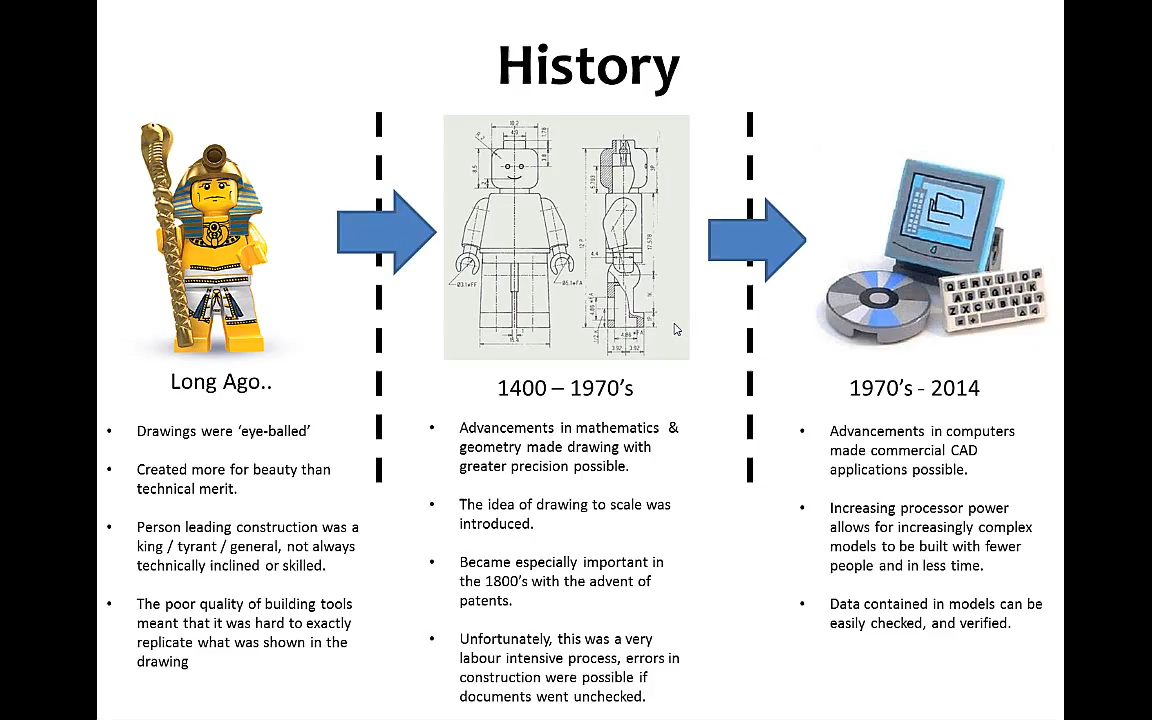 History
Long Ago..
• Drawings were ‘eye-balled’
• Created more for beauty than
technical merit.
• Person leading construction was a
king / tyrant / general, not always
technically inclined or skilled.
• The poor quality of building tools
meant that it was hard to exactly
replicate what was shown in the
drawing
1400 – 1970’s
• Advancements in mathematics &
geometry made drawing with
greater precision possible.
• The idea of drawing to scale was
introduced.
• Became especially important in
the 1800’s with the advent of
patents.
• Unfortunately, this was a very
labour intensive process, errors in
construction were possible if
documents went unchecked.
1970’s - 2014
• Advancements in computers
made commercial CAD
applications possible.
• Increasing processor power
allows for increasingly complex
models to be built with fewer
people and in less time.
• Data contained in models can be
easily checked, and verified.